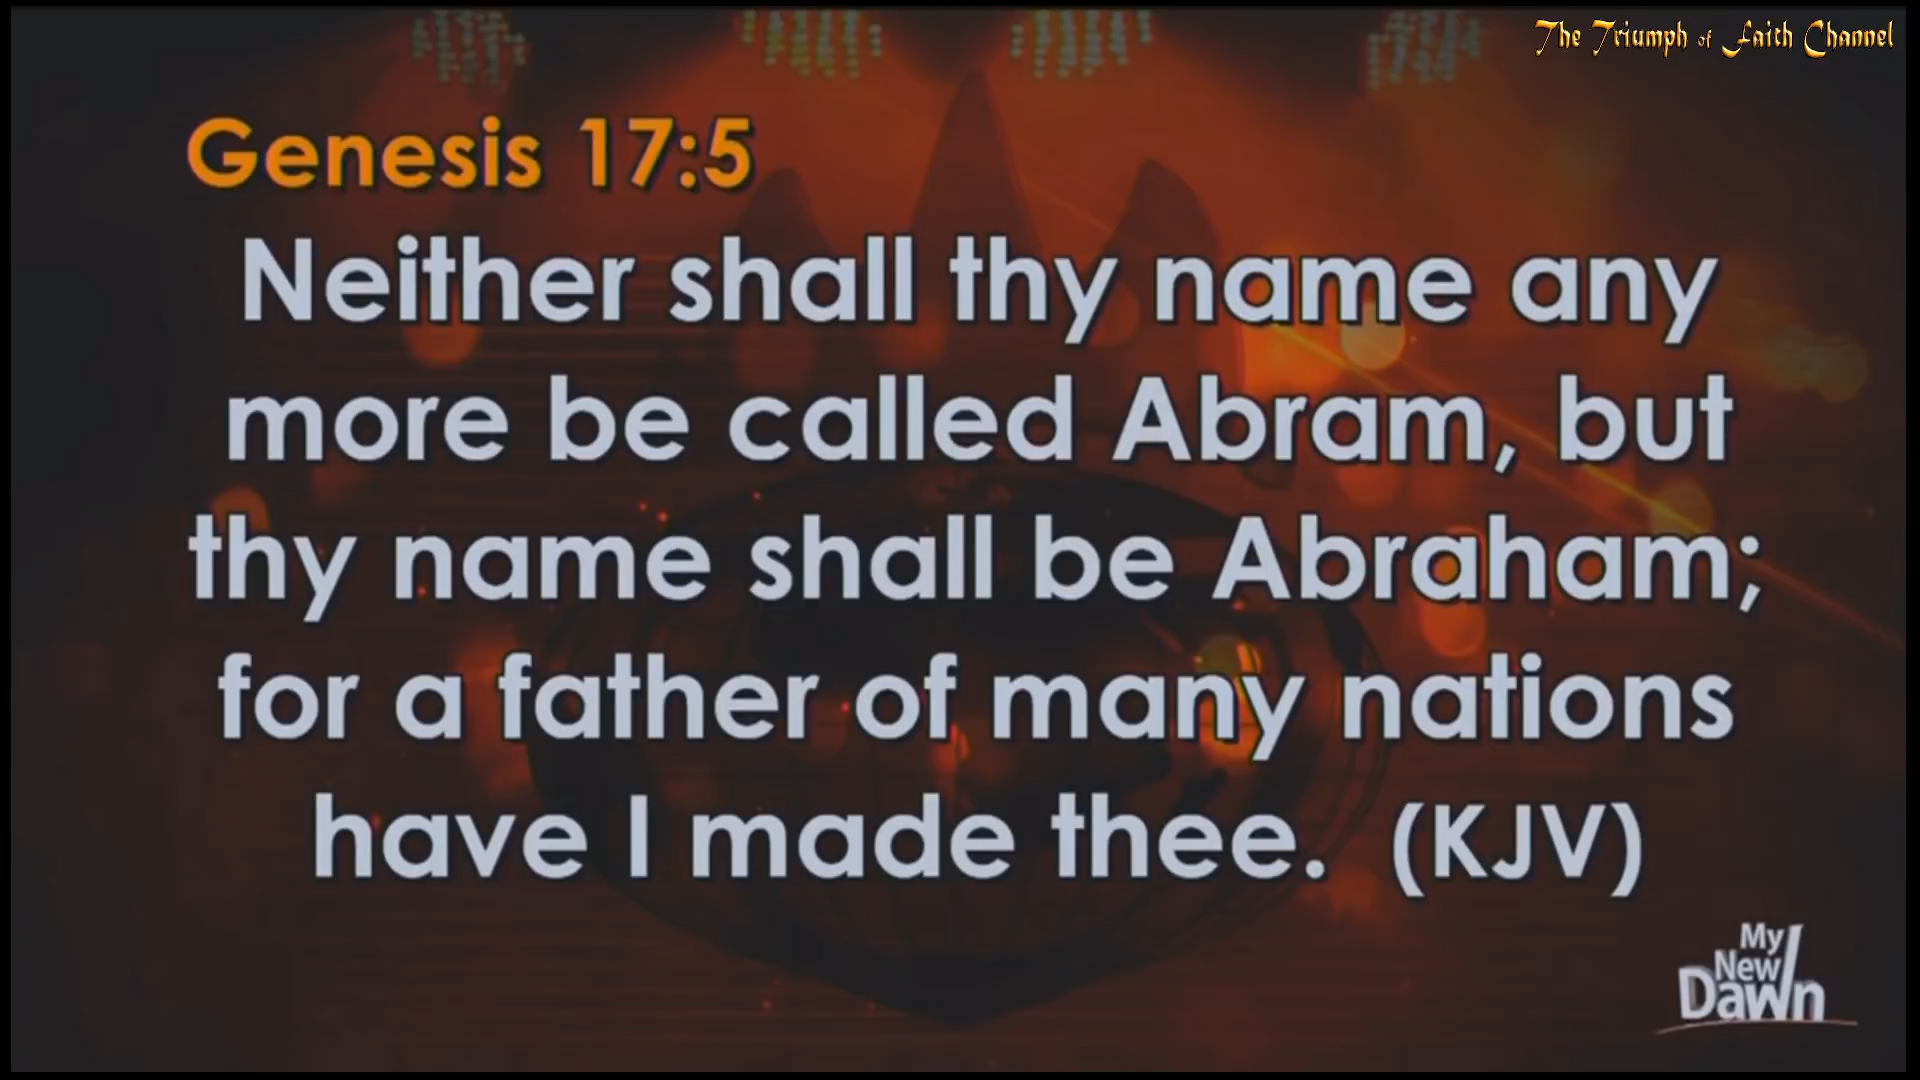 The Triumph of Faith Channel
Genesis 17:5
Neither shall thy name any
more be called Abram, but
thy name shall be Abraham;
for a father of many nations
have I made thee. (KJV)
My
New
Dawn